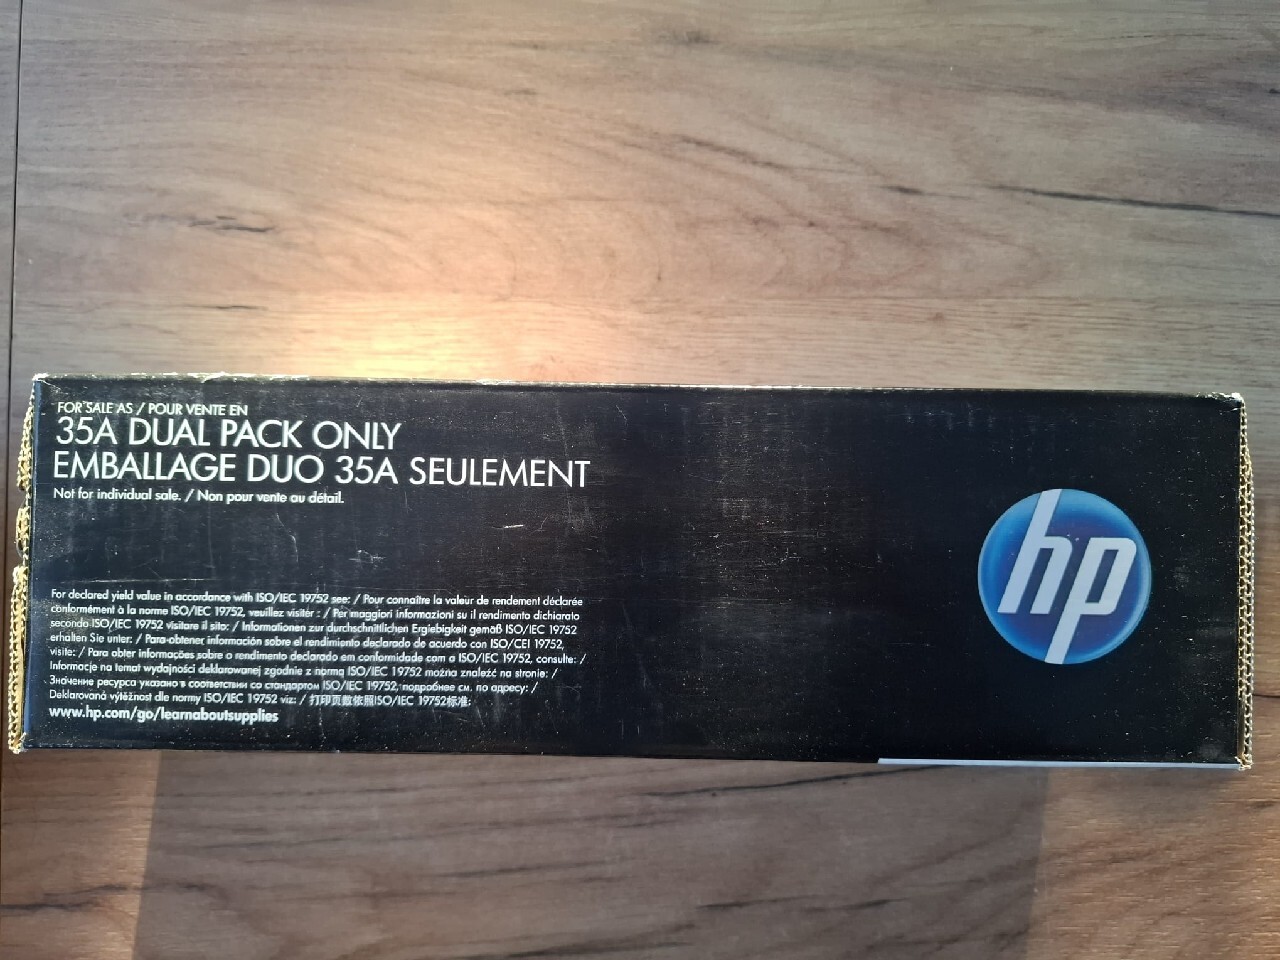 FOR SALE AS / POUR VENTE EN
35A DUAL PACK ONLY
EMBALLAGE DUO 35A SEULEMENT
Not for individual sale. / Non pour vente au détail.
For declared yield value in accordance with ISO/IEC 19752 see: / Pour connaître la valeur de rendement déclarée
conformément à la norme ISO/IEC 19752, veuillez visiter : / Per maggiori informazioni su il rendimento dichiarato
secondo ISO/IEC 19752 visitare il sito: / Informationen zur durchschnittlichen Ergiebigkeit gemäß ISO/IEC 19752
erhalten Sie unter: / Para obtener información sobre el rendimiento declarado de acuerdo con ISO/CEI 19752,
visite: / Para obter informações sobre o rendimento declarado em conformidade com a ISO/IEC 19752, consulte: /
Informacje na temat wydajności deklarowanej zgodnie z normą ISO/IEC 19752 można znaleźć na stronie: /
Значение ресурса указано в соответствии со стандартом ISO/IEC 19752, подробнее см. по адресу: /
Deklarovaná výtěžnost dle normy ISO/IEC 19752 viz: / 打印页数依照ISO/IEC 19752标准:
www.hp.com/go/learnaboutsupplies
hp